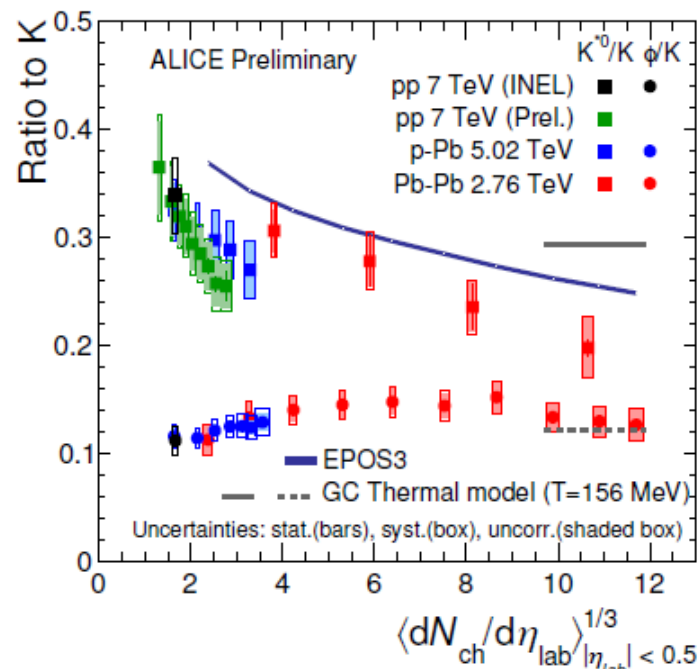 Ratio to K
0.5
0.4
0.3
0.2
0.1
0
ALICE Preliminary
K*0/K ϕ/K
pp 7 TeV (INEL)
pp 7 TeV (Prel.)
p-Pb 5.02 TeV
Pb-Pb 2.76 TeV
EPOS3
GC Thermal model (T=156 MeV)
Uncertainties: stat.(bars), syst.(box), uncorr.(shaded box)
0 2 4 6 8 10 12
⟨dNch/dηlab⟩1/3|ηlab| < 0.5